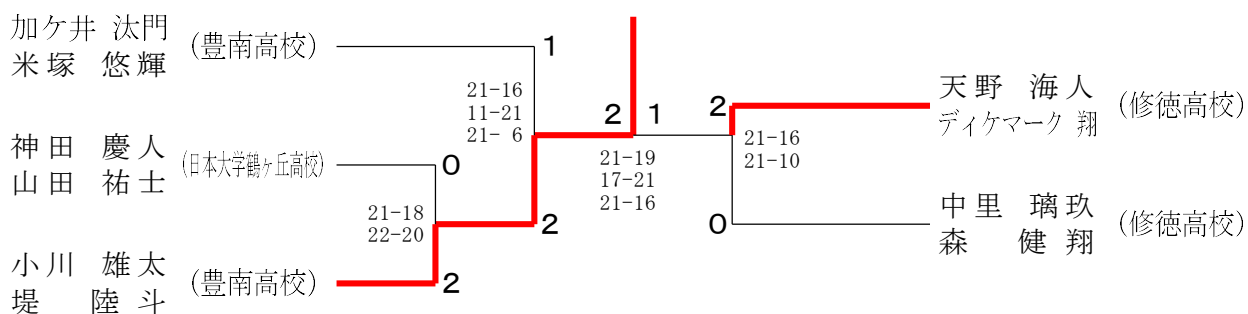 加ケ井 汰門
米塚 悠輝
(豊南高校)
1
21-16
11-21
21- 6
神田 慶人
山田 祐士
(日本大学鶴ヶ丘高校)
0
21-18
22-20
2
小川 雄太
堤 陸斗
(豊南高校)
2
2
1
21-19
17-21
21-16
2
21-16
21-10
0
天野 海人
ディケマーク 翔
(修徳高校)
中里 璃玖
森 健翔
(修徳高校)